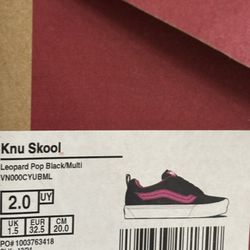 Knu Skool
Leopard Pop Black/Multi
VN000CYUBML
2.0 UY
UK EUR CM
1.5 32.5 20.0
PO# 1003763418